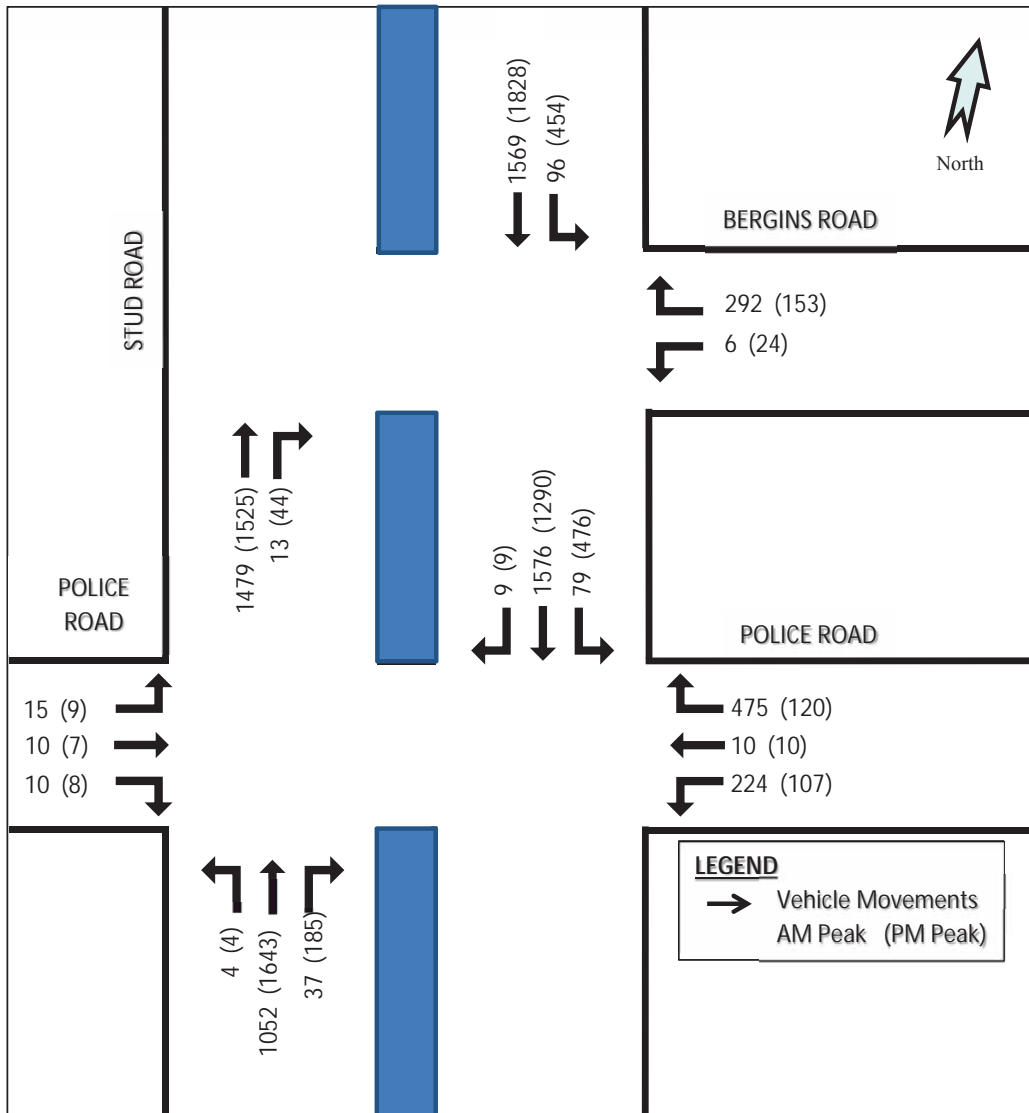 1569 (1828)
96 (454)
North
STUD ROAD
BERGINS ROAD
292 (153)
6 (24)
1479 (1525)
13 (44)
9 (9)
1576 (1290)
79 (476)
POLICE
ROAD
POLICE ROAD
15 (9)
10 (7)
10 (8)
475 (120)
10 (10)
224 (107)
4 (4)
1052 (1643)
37 (185)
LEGEND
Vehicle Movements
AM Peak (PM Peak)